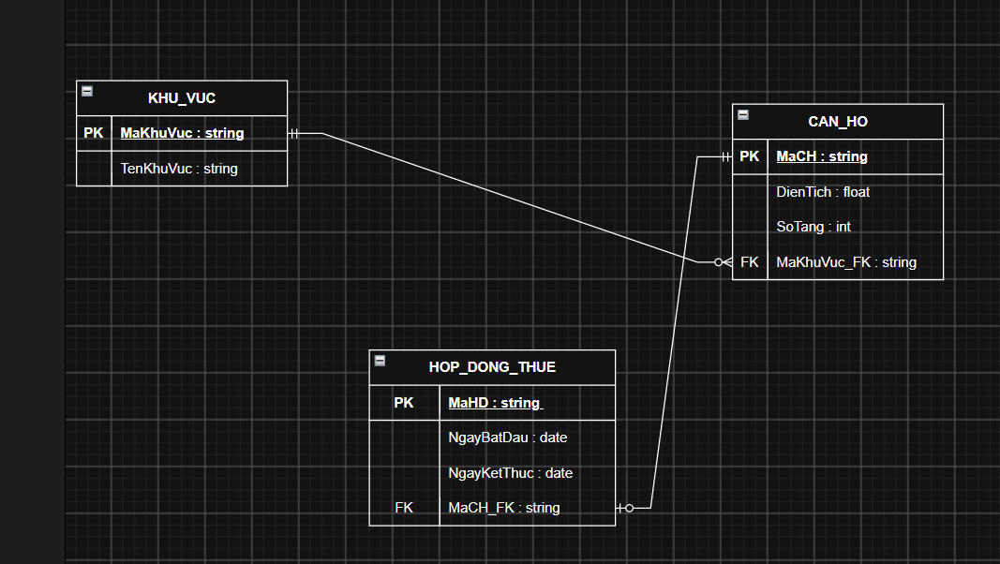 KHU_VUC
PK MaKhuVuc : string
TenKhuVuc : string
CAN_HO
PK MaCH : string
DienTich : float
SoTang : int
FK MaKhuVuc_FK : string
HOP_DONG_THUE
PK MaHD : string
NgayBatDau : date
NgayKetThuc : date
FK MaCH_FK : string